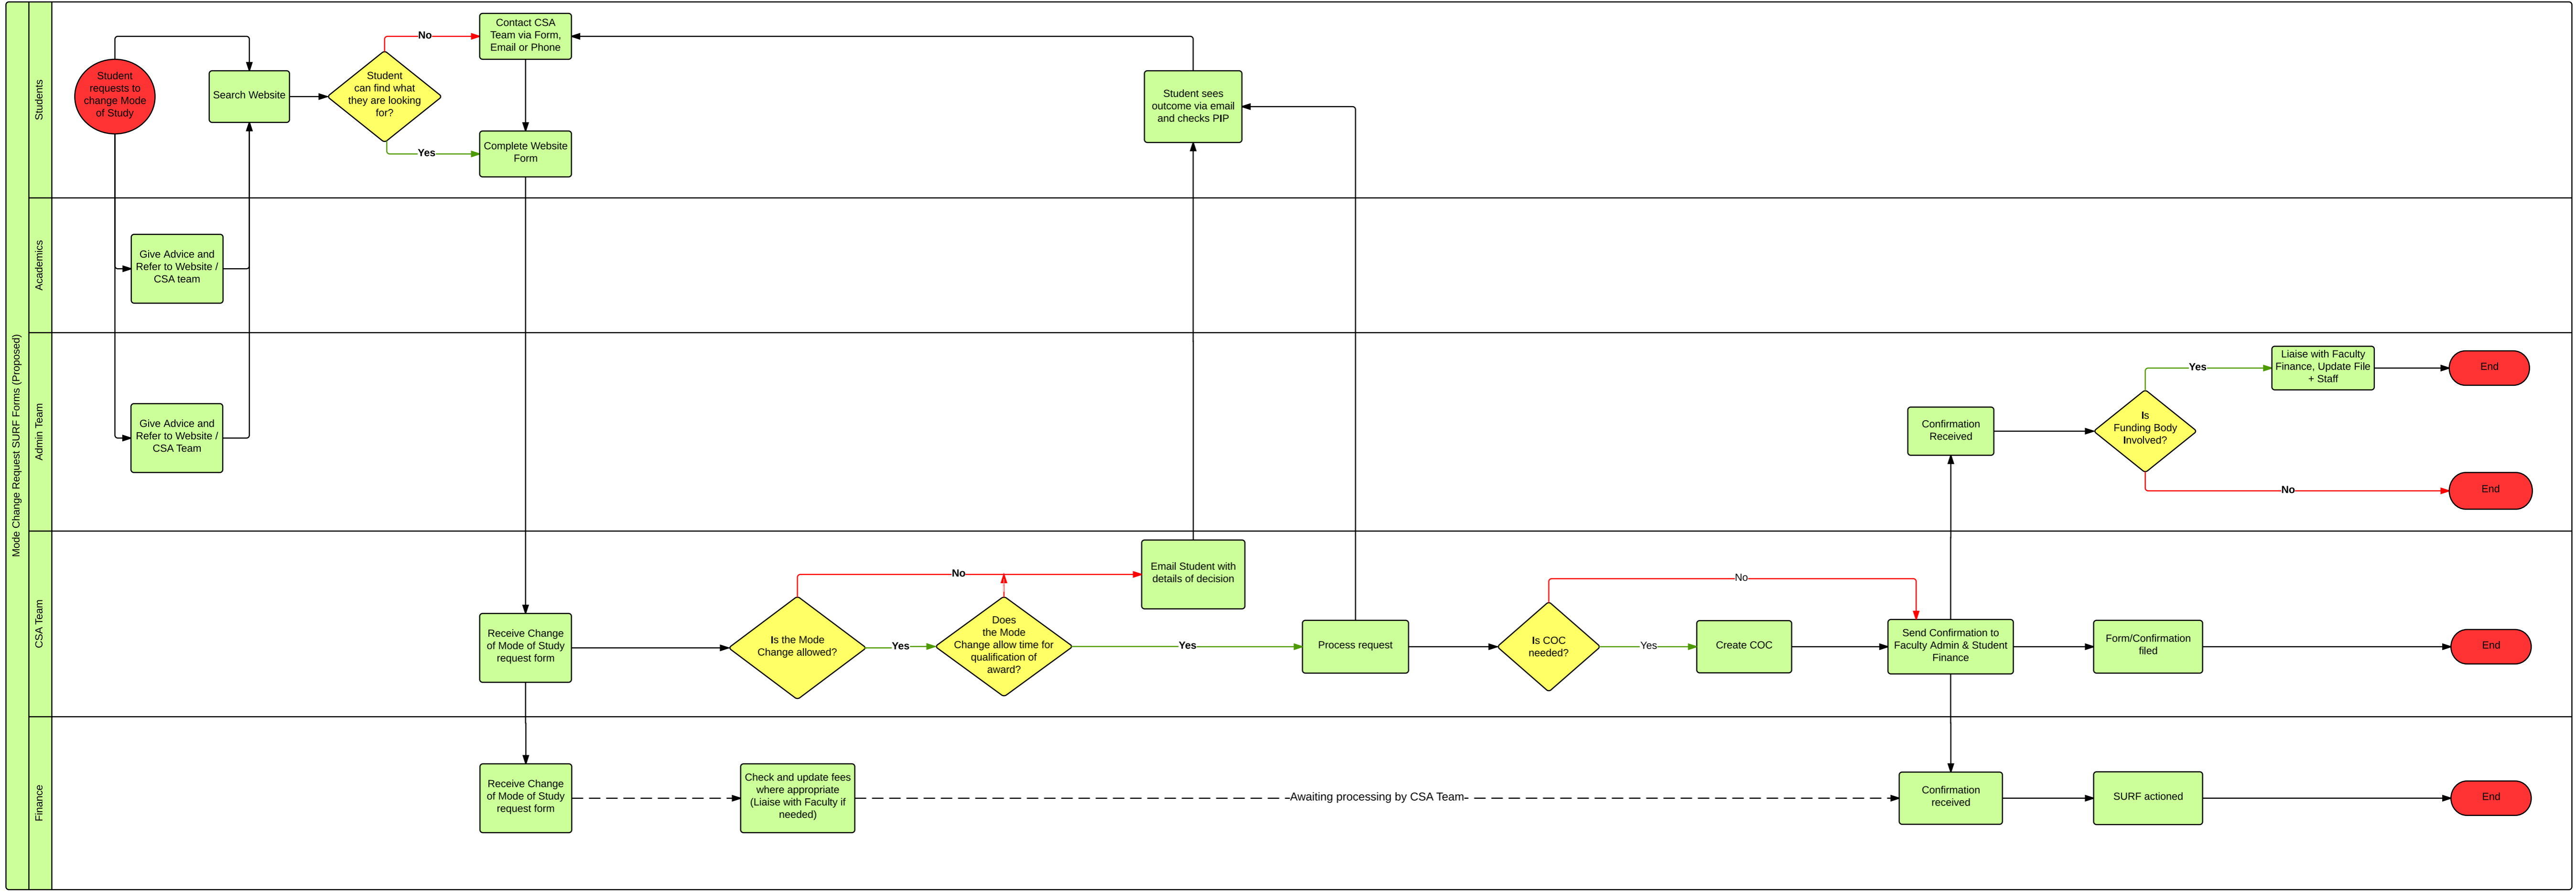 Mode Change Request SURF Forms (Proposed)
Students
Student
requests to
change Mode
of Study
Search Website
Student
can find what
they are looking
for?
No
Yes
Contact CSA
Team via Form,
Email or Phone
Complete Website
Form
Student sees
outcome via email
and checks PIP
Academics
Give Advice and
Refer to Website /
CSA team
Admin Team
Give Advice and
Refer to Website /
CSA Team
Confirmation
Received
Is
Funding Body
Involved?
Yes
Liaise with Faculty
Finance, Update File
+ Staff
End
No
End
CSA Team
Receive Change
of Mode of Study
request form
Is the Mode
Change allowed?
No
Yes
Does
the Mode
Change allow time for
qualification of
award?
Email Student with
details of decision
Yes
Process request
Is COC
needed?
No
Yes
Create COC
Send Confirmation to
Faculty Admin & Student
Finance
Form/Confirmation
filed
End
Finance
Receive Change
of Mode of Study
request form
Check and update fees
where appropriate
(Liaise with Faculty if
needed)
Awaiting processing by CSA Team
Confirmation
received
SURF actioned
End